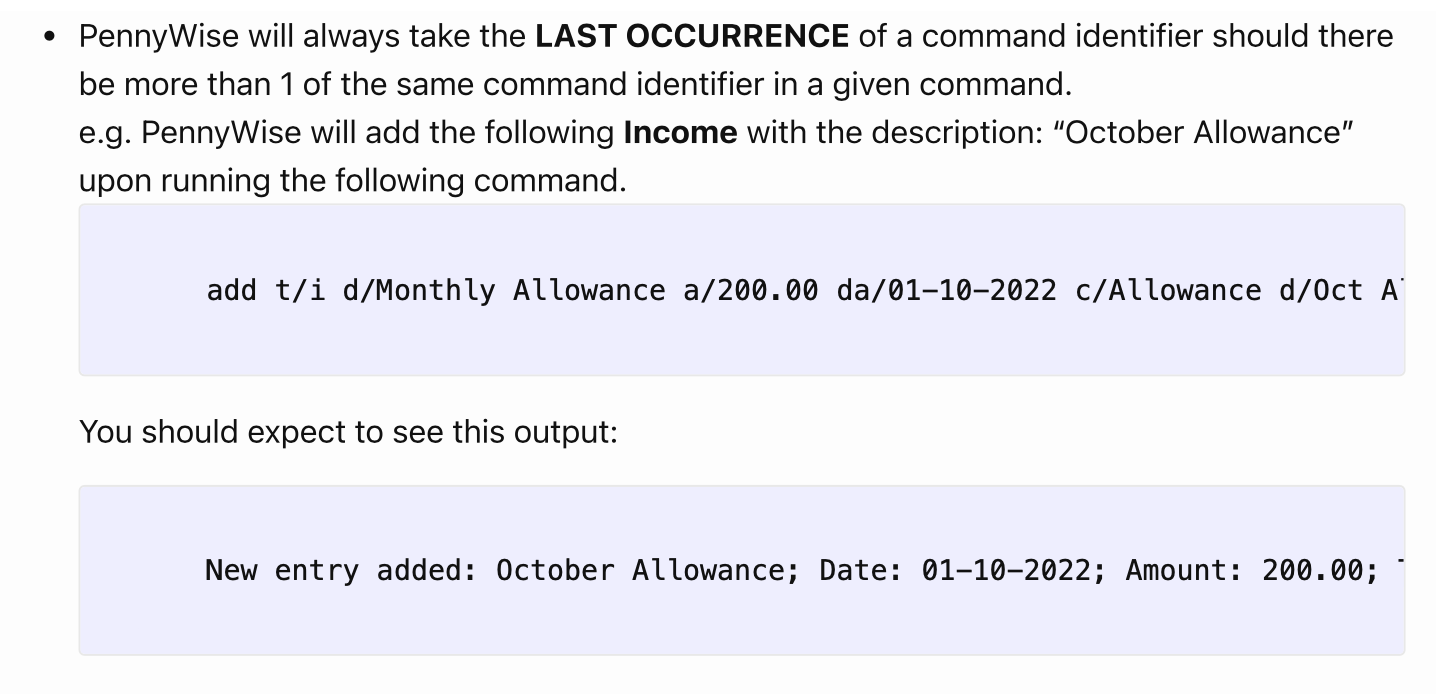 • PennyWise will always take the LAST OCCURRENCE of a command identifier should there
be more than 1 of the same command identifier in a given command.
e.g. PennyWise will add the following Income with the description: “October Allowance”
upon running the following command.
add t/i d/Monthly Allowance a/200.00 da/01-10-2022 c/Allowance d/Oct A
You should expect to see this output:
New entry added: October Allowance; Date: 01-10-2022; Amount: 200.00;